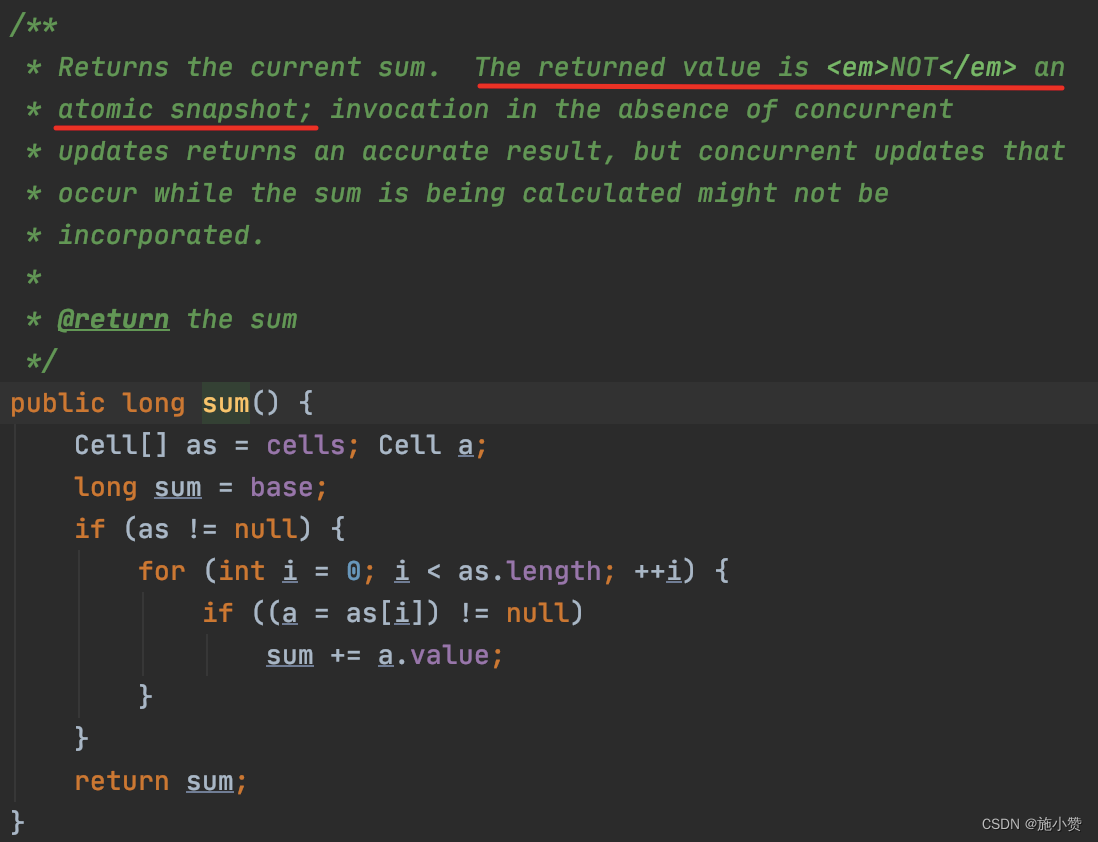 /**
 * Returns the current sum.  The returned value is <em>NOT</em> an
 * atomic snapshot; invocation in the absence of concurrent
 * updates returns an accurate result, but concurrent updates that
 * occur while the sum is being calculated might not be
 * incorporated.
 *
 * @return the sum
 */
public long sum() {
    Cell[] as = cells; Cell a;
    long sum = base;
    if (as != null) {
        for (int i = 0; i < as.length; ++i) {
            if ((a = as[i]) != null)
                sum += a.value;
        }
    }
    return sum;
}
CSDN @施小赞